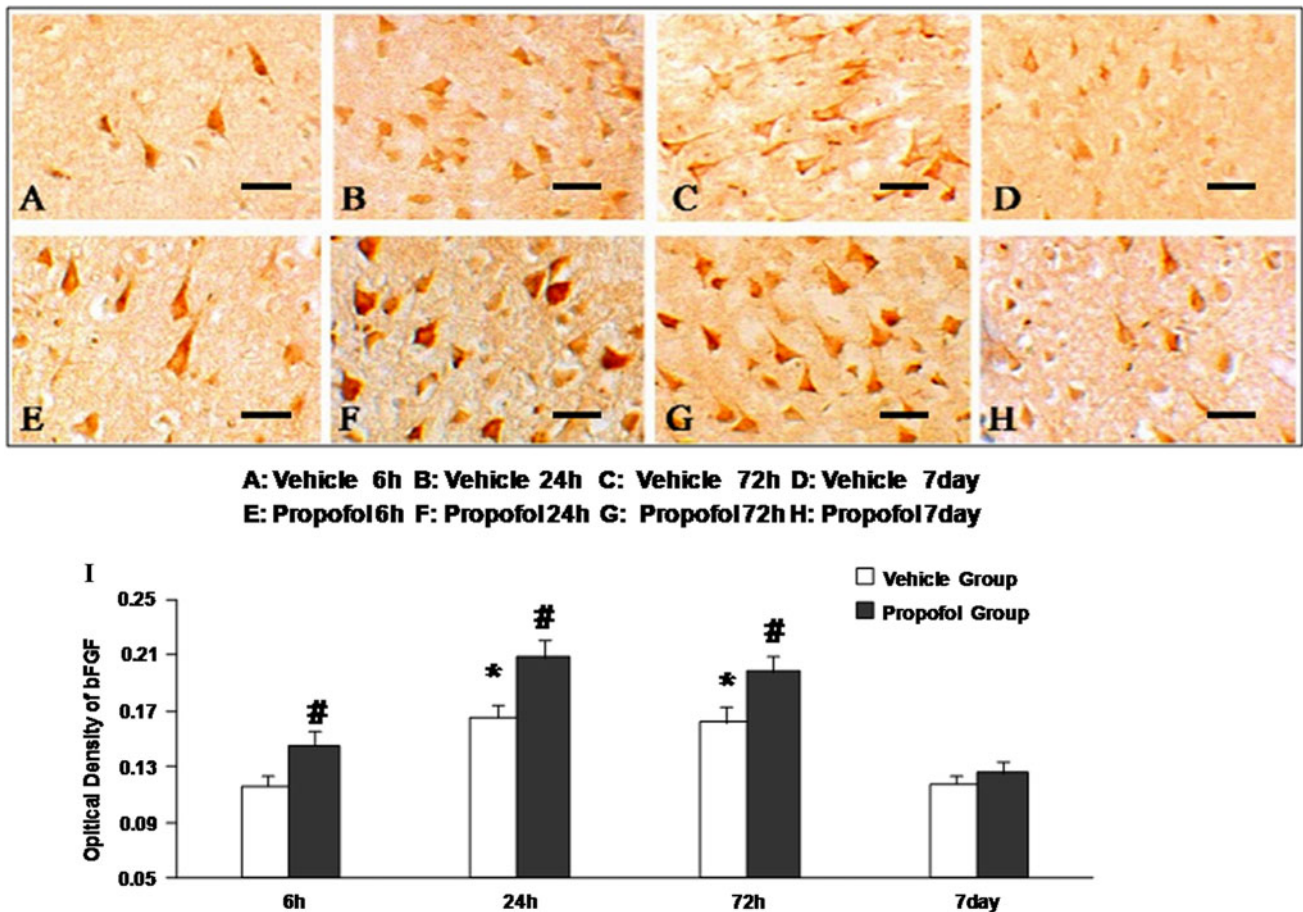 A B C D
E F G H
A: Vehicle 6h B: Vehicle 24h C: Vehicle 72h D: Vehicle 7day
E: Propofol6h F: Propofol24h G: Propofol72h H: Propofol7day
I
Vehicle Group
Propofol Group
Opitical Density of bFGF
0.25
0.21
0.17
0.13
0.09
0.05
# * # * #
6h 24h 72h 7day